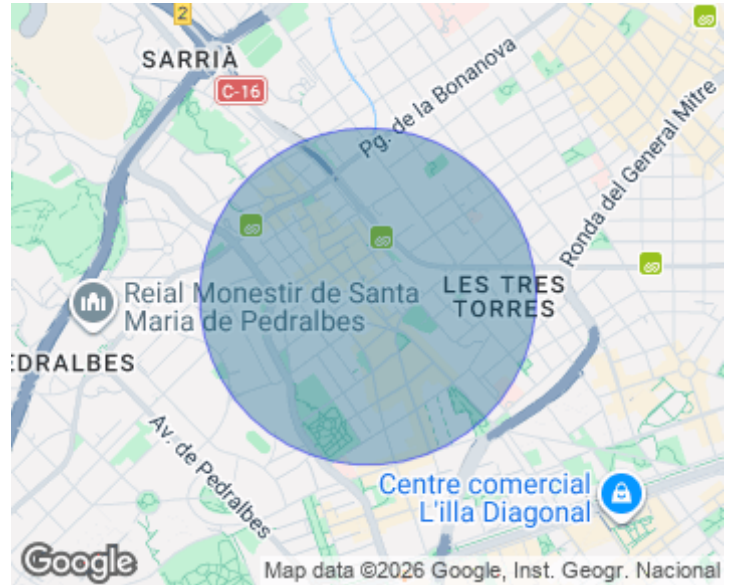 2
SARRIÀ
C-16
Pg. de la Bonanova
Ronda del General Mitre
LES TRES
TORRES
Reial Monestir de Santa
Maria de Pedralbes
EDRALBES
Av. de Pedralbes
Centre comercial
L'illa Diagonal
Google
Map data ©2026 Google, Inst. Geogr. Nacional